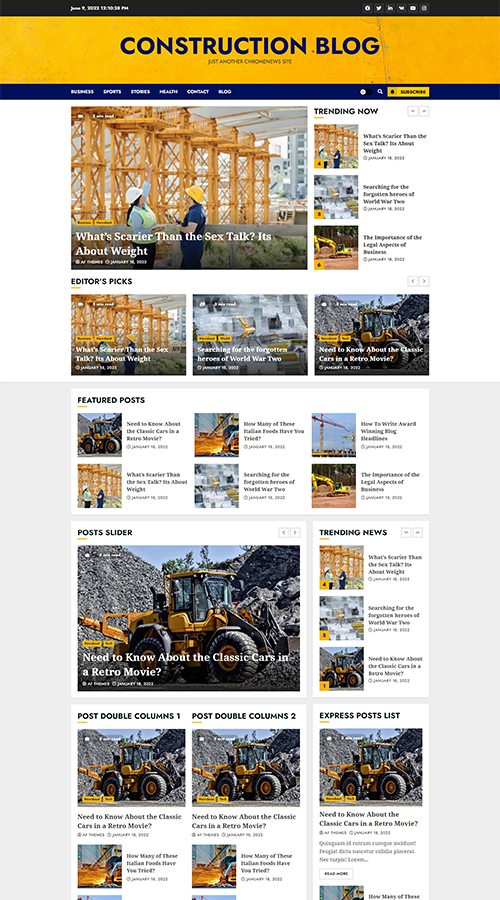 June 9, 2022 12:10:28 PM
CONSTRUCTION BLOG
JUST ANOTHER CHROMENEWS SITE
BUSINESS SPORTS STORIES HEALTH CONTACT BLOG
SUBSCRIBE
3 min read
Business Newsbeat
What's Scarier Than the Sex Talk? Its
About Weight
AF THEMES JANUARY 18, 2022
TRENDING NOW
4
What's Scarier Than the
Sex Talk? Its About
Weight
JANUARY 18, 2022
5
Searching for the
forgotten heroes of
World War Two
JANUARY 18, 2022
6
The Importance of the
Legal Aspects of
Business
JANUARY 18, 2022
EDITOR'S PICKS
3 min read
Business Newsbeat
What's Scarier Than the Sex
Talk? Its About Weight
JANUARY 18, 2022
3 min read
Newsbeat World
Searching for the forgotten
heroes of World War Two
JANUARY 18, 2022
3 min read
Newsbeat Tech
Need to Know About the Classic
Cars in a Retro Movie?
JANUARY 18, 2022
FEATURED POSTS
Need to Know About
the Classic Cars in a
Retro Movie?
JANUARY 18, 2022
How Many of These
Italian Foods Have You
Tried?
JANUARY 18, 2022
How To Write Award
Winning Blog
Headlines
JANUARY 18, 2022
What's Scarier Than
the Sex Talk? Its About
Weight
JANUARY 18, 2022
Searching for the
forgotten heroes of
World War Two
JANUARY 18, 2022
The Importance of the
Legal Aspects of
Business
JANUARY 18, 2022
POSTS SLIDER
3 min read
Newsbeat Tech
Need to Know About the Classic Cars in
a Retro Movie?
AF THEMES JANUARY 18, 2022
TRENDING NEWS
4
What's Scarier Than the
Sex Talk? Its About
Weight
JANUARY 18, 2022
5
Searching for the
forgotten heroes of
World War Two
JANUARY 18, 2022
1
Need to Know About
the Classic Cars in a
Retro Movie?
JANUARY 18, 2022
POST DOUBLE COLUMNS 1
Newsbeat Tech
Need to Know About the Classic
Cars in a Retro Movie?
AF THEMES JANUARY 18, 2022
How Many of These
Italian Foods Have You
Tried?
JANUARY 18, 2022
POST DOUBLE COLUMNS 2
Newsbeat Tech
Need to Know About the Classic
Cars in a Retro Movie?
AF THEMES JANUARY 18, 2022
How Many of These
Italian Foods Have You
Tried?
JANUARY 18, 2022
EXPRESS POSTS LIST
Newsbeat Tech
Need to Know About the
Classic Cars in a Retro Movie?
AF THEMES JANUARY 18, 2022
Quisquam id rutrum cumque incidunt!
Feugiat dicta nascetur cubilia placerat.
Nec turpis! Lorem...
READ MORE
How Many of These
Italian Foods Have You